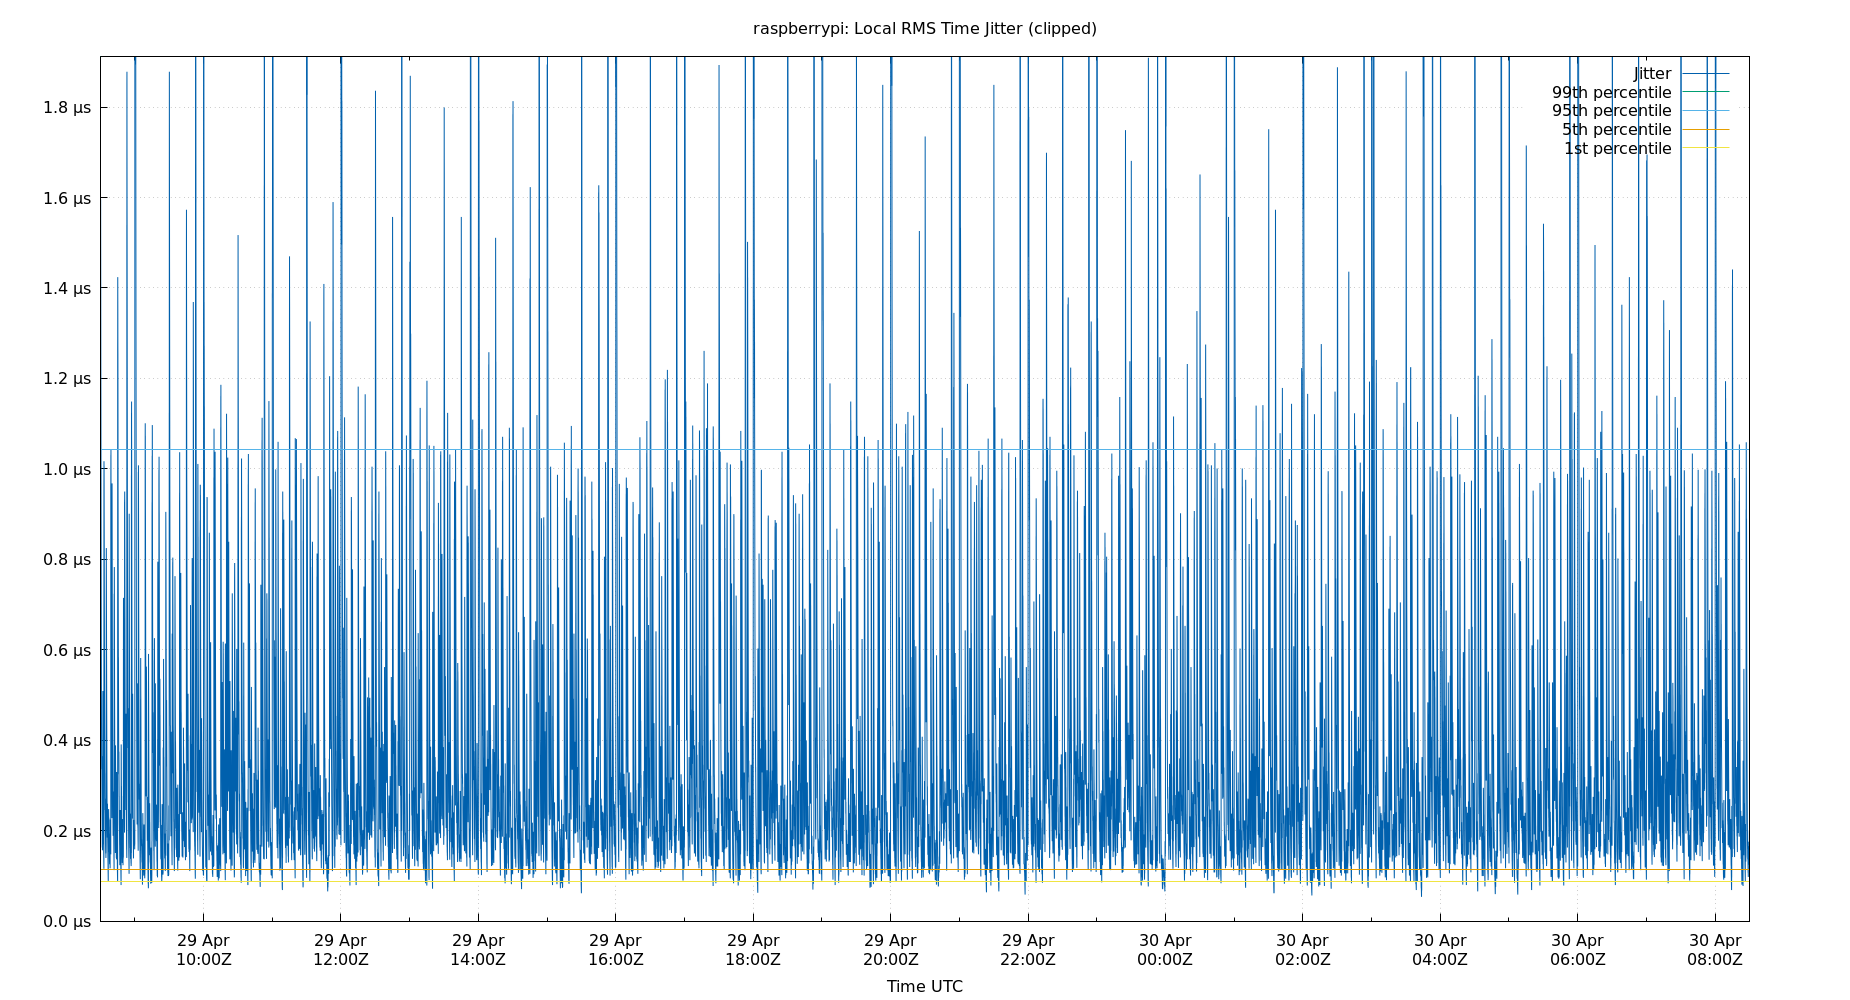 raspberrypi: Local RMS Time Jitter (clipped)
Jitter
99th percentile
95th percentile
5th percentile
1st percentile
1.8 µs
1.6 µs
1.4 µs
1.2 µs
1.0 µs
0.8 µs
0.6 µs
0.4 µs
0.2 µs
0.0 µs
29 Apr 29 Apr 29 Apr 29 Apr 29 Apr 29 Apr 29 Apr 30 Apr 30 Apr 30 Apr 30 Apr 30 Apr
10:00Z 12:00Z 14:00Z 16:00Z 18:00Z 20:00Z 22:00Z 00:00Z 02:00Z 04:00Z 06:00Z 08:00Z
Time UTC